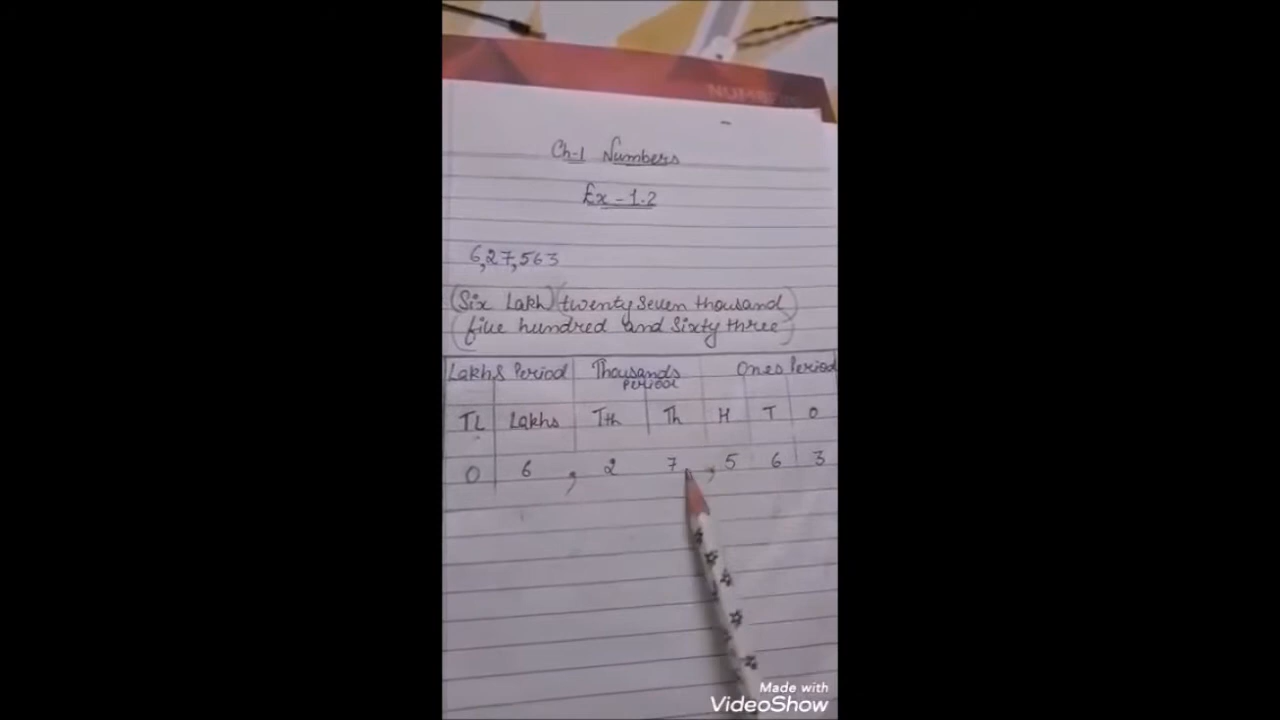 NUMBERS
Ch-1 Numbers
Ex - 1.2
6,27,563
(Six Lakh) (twenty seven thousand)
(five hundred and sixty three)
Lakhs Period Thousands Period Ones Period
TL Lakhs Tth Th H T O
0 6 , 2 7 , 5 6 3
Made with
VideoShow